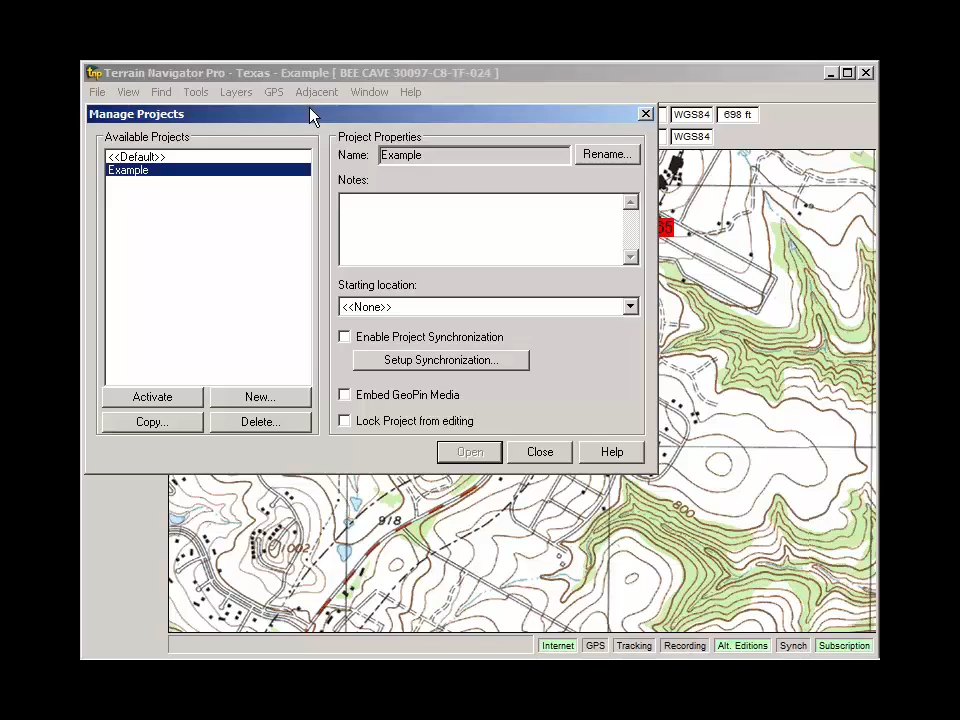 tnp Terrain Navigator Pro - Texas - Example [ BEE CAVE 30097-C8-TF-024 ]
File View Find Tools Layers GPS Adjacent Window Help
Manage Projects
WGS84 698 ft
WGS84
Available Projects
<<Default>>
Example
Activate New...
Copy... Delete...
Project Properties
Name: Example Rename...
Notes:
Starting location:
<<None>>
Enable Project Synchronization
Setup Synchronization...
Embed GeoPin Media
Lock Project from editing
Open Close Help
800
918
1002
Internet GPS Tracking Recording Alt. Editions Synch Subscription